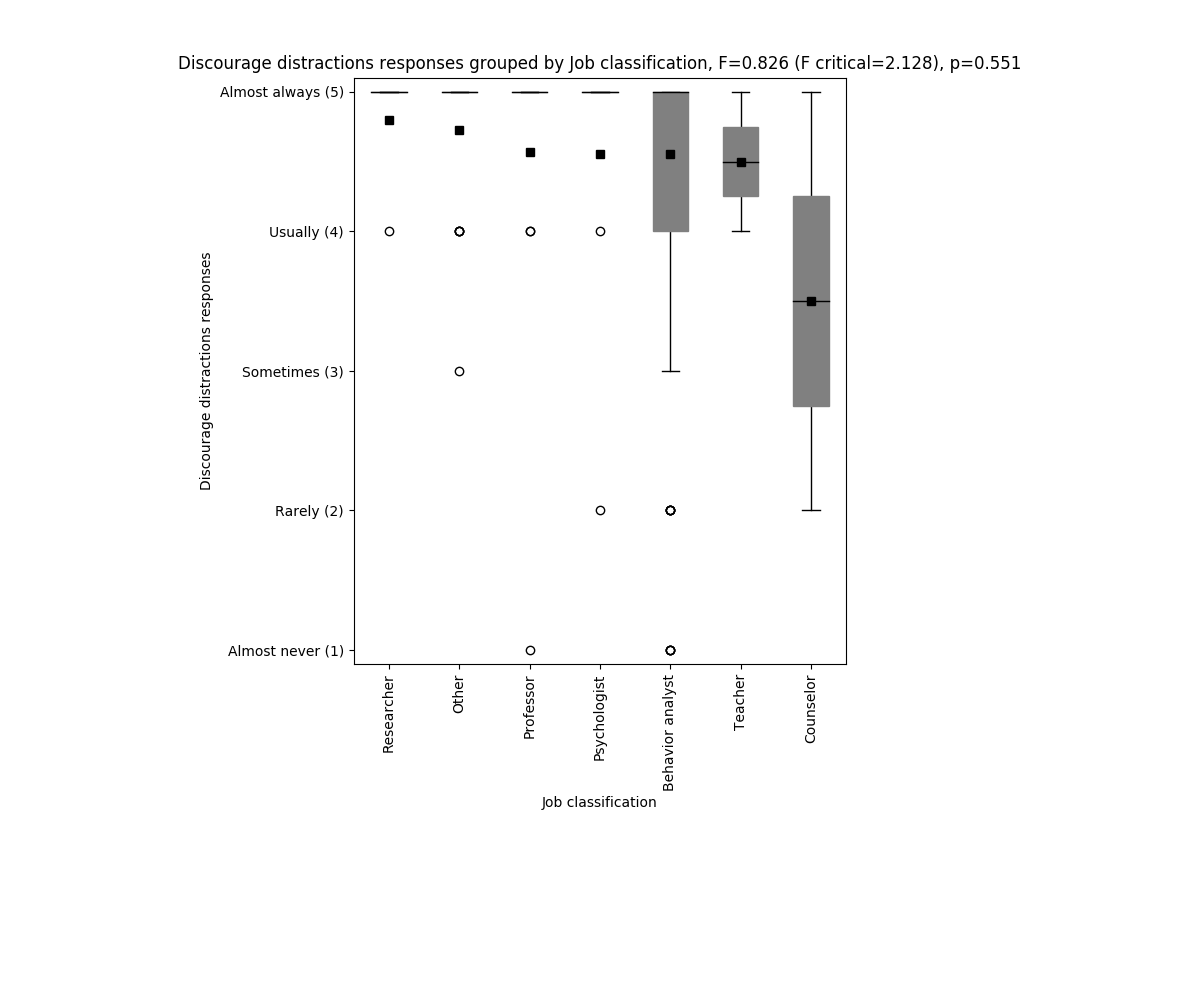 Discourage distractions responses grouped by Job classification, F=0.826 (F critical=2.128), p=0.551
Almost always (5)
Usually (4)
Sometimes (3)
Rarely (2)
Almost never (1)
Discourage distractions responses
Researcher
Other
Professor
Psychologist
Behavior analyst
Teacher
Counselor
Job classification